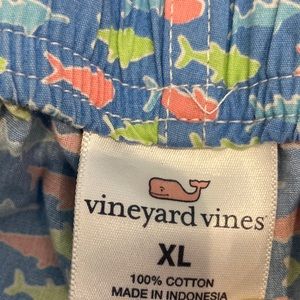 vineyard vines
XL
100% COTTON
MADE IN INDONESIA